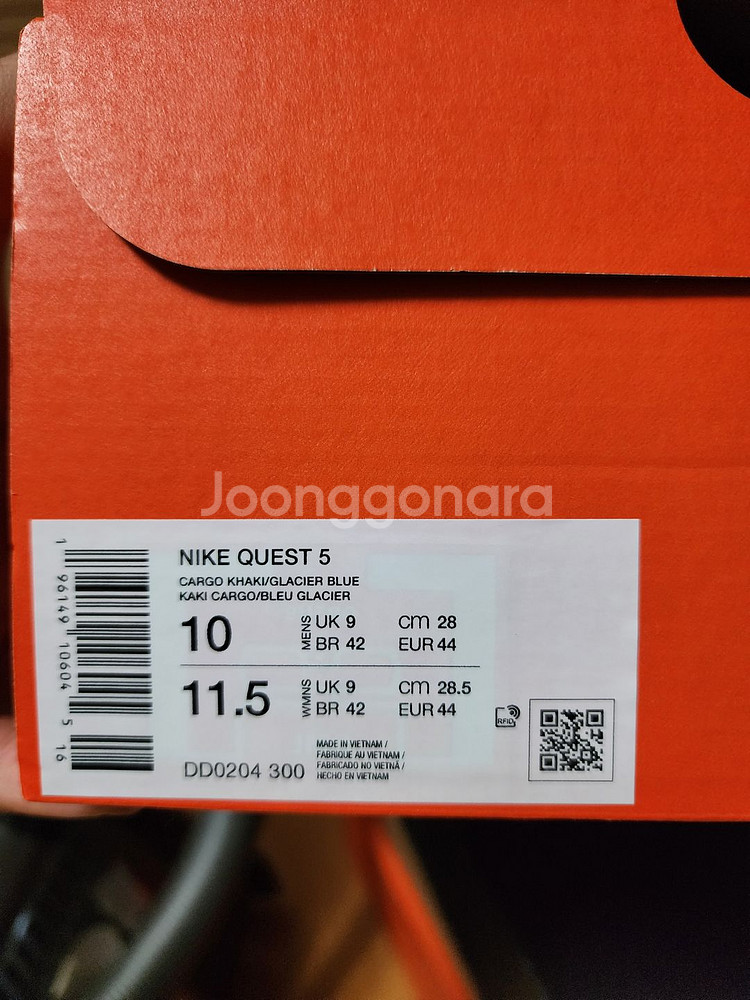 Joonggonara
NIKE QUEST 5
CARGO KHAKI/GLACIER BLUE
KAKI CARGO/BLEU GLACIER
10 MENS UK 9 cm 28
BR 42 EUR 44
11.5 WMNS UK 9 cm 28.5
BR 42 EUR 44
RFID
DD0204 300
MADE IN VIETNAM /
FABRIQUE AU VIETNAM /
FABRICADO NO VIETNÃ /
HECHO EN VIETNAM
1 96149 10604 5 16